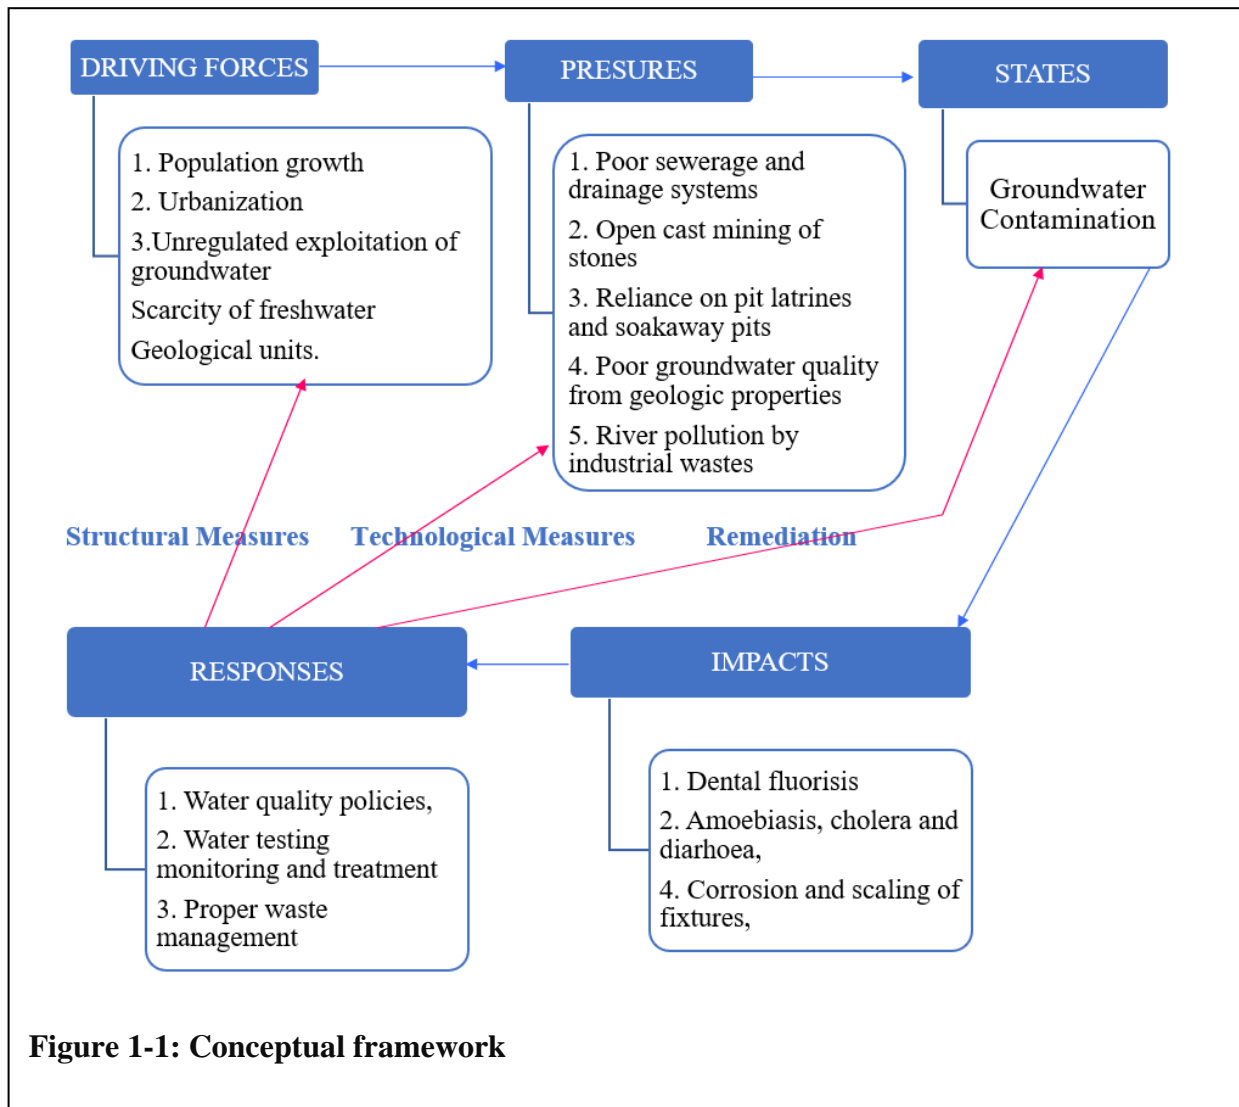 DRIVING FORCES
1. Population growth
2. Urbanization
3.Unregulated exploitation of
groundwater
Scarcity of freshwater
Geological units.
PRESURES
1. Poor sewerage and
drainage systems
2. Open cast mining of
stones
3. Reliance on pit latrines
and soakaway pits
4. Poor groundwater quality
from geologic properties
5. River pollution by
industrial wastes
STATES
Groundwater
Contamination
Structural Measures
Technological Measures
Remediation
RESPONSES
1. Water quality policies,
2. Water testing
monitoring and treatment
3. Proper waste
management
IMPACTS
1. Dental fluorisis
2. Amoebiasis, cholera and
diarhoea,
4. Corrosion and scaling of
fixtures,
Figure 1-1: Conceptual framework